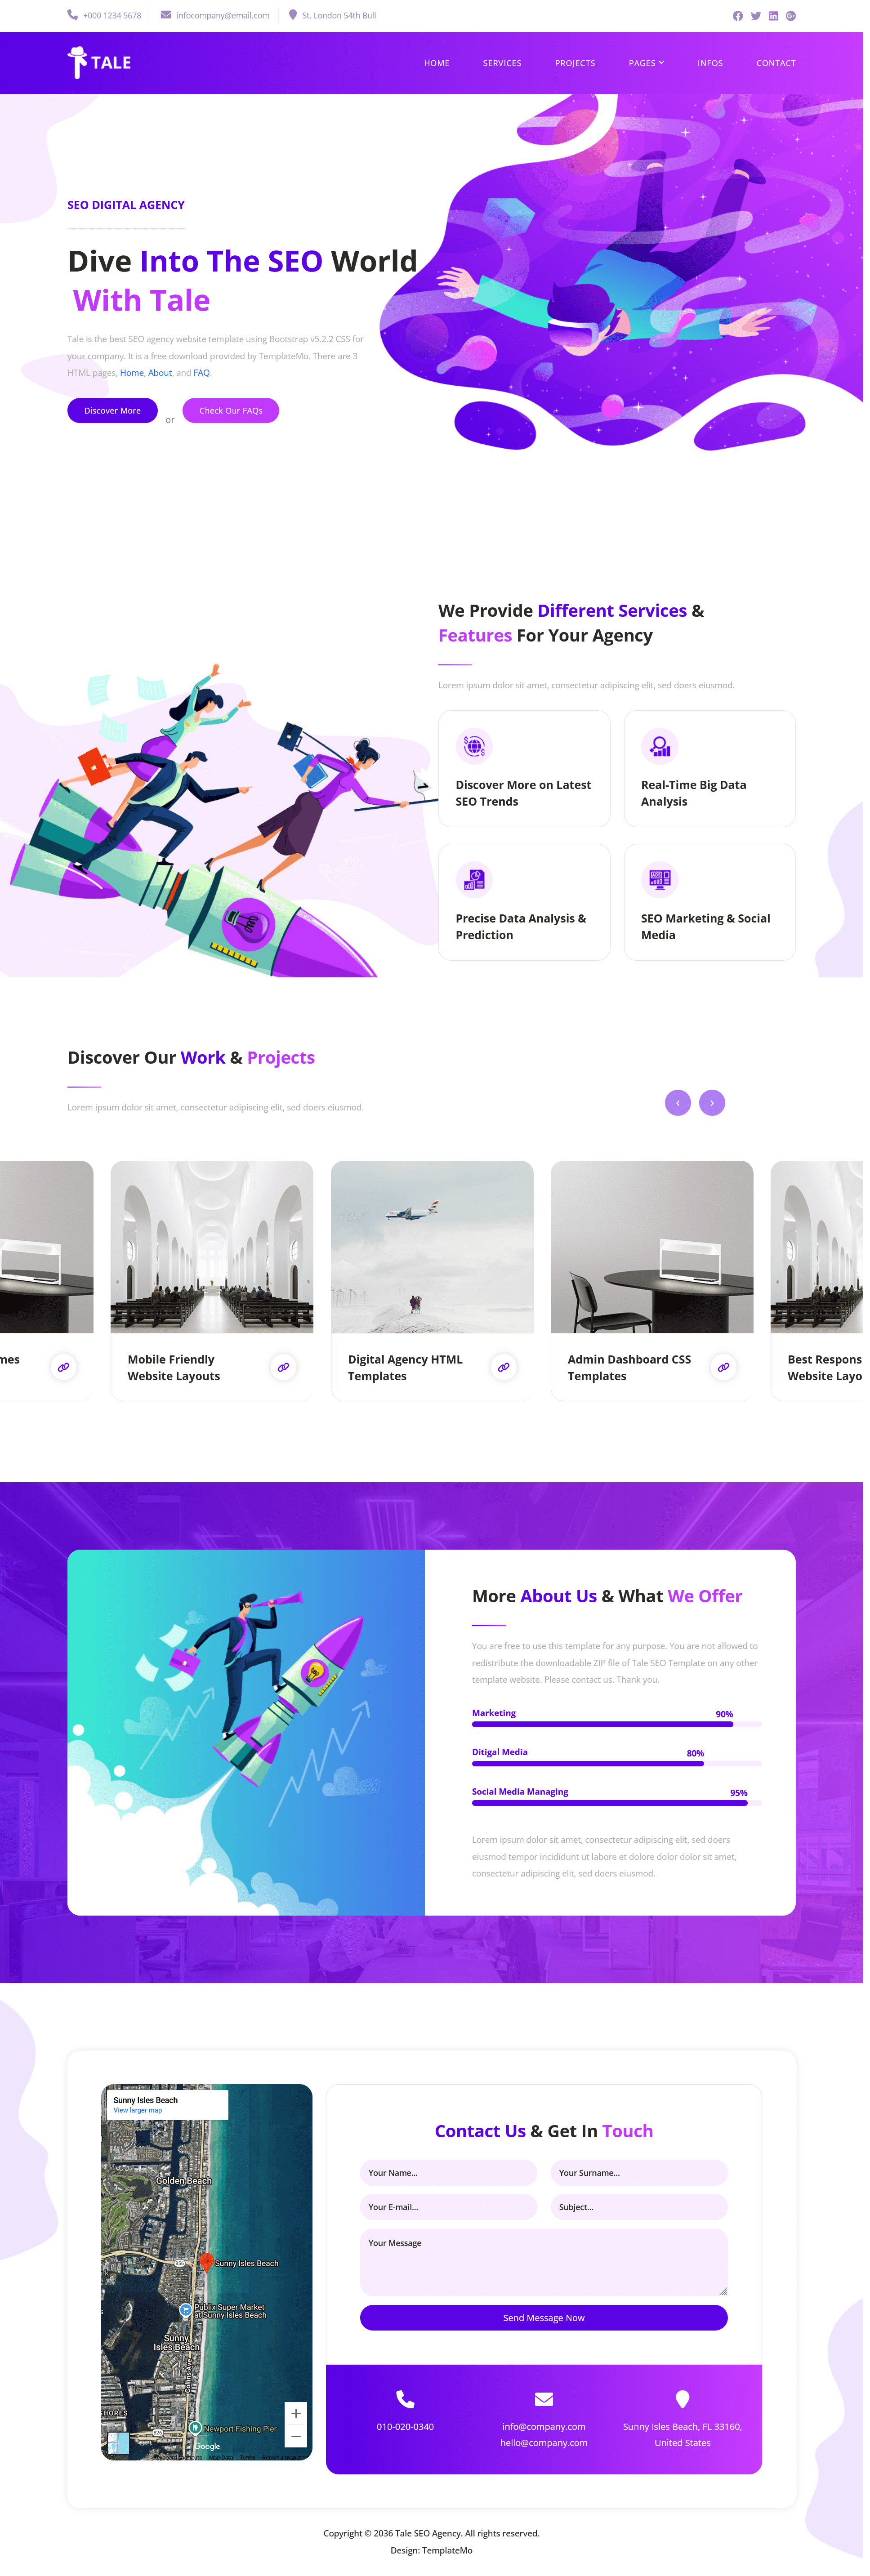 +000 1234 5678
infocompany@email.com
St. London 54th Bull
TALE
HOME
SERVICES
PROJECTS
PAGES
INFOS
CONTACT
SEO DIGITAL AGENCY
Dive Into The SEO World
With Tale
Tale is the best SEO agency website template using Bootstrap v5.2.2 CSS for
your company. It is a free download provided by TemplateMo. There are 3
HTML pages, Home, About, and FAQ.
Discover More
or
Check Our FAQs
We Provide Different Services &
Features For Your Agency
Lorem ipsum dolor sit amet, consectetur adipiscing elit, sed doers eiusmod.
Discover More on Latest
SEO Trends
Real-Time Big Data
Analysis
Precise Data Analysis &
Prediction
SEO Marketing & Social
Media
Discover Our Work & Projects
Lorem ipsum dolor sit amet, consectetur adipiscing elit, sed doers eiusmod.
mes
Mobile Friendly
Website Layouts
Digital Agency HTML
Templates
Admin Dashboard CSS
Templates
Best Responsi
Website Layou
More About Us & What We Offer
You are free to use this template for any purpose. You are not allowed to
redistribute the downloadable ZIP file of Tale SEO Template on any other
template website. Please contact us. Thank you.
Marketing
90%
Ditigal Media
80%
Social Media Managing
95%
Lorem ipsum dolor sit amet, consectetur adipiscing elit, sed doers
eiusmod tempor incididunt ut labore et dolore dolor dolor sit amet,
consectetur adipiscing elit, sed doers eiusmod.
Sunny Isles Beach
View larger map
Golden Beach
Sunny Isles Beach
Publix Super Market
at Sunny Isles Beach
Sunny
Isles Beach
Collins Ave
SHORES
Newport Fishing Pier
Google
Contact Us & Get In Touch
Your Name...
Your Surname...
Your E-mail...
Subject...
Your Message
Send Message Now
010-020-0340
info@company.com
hello@company.com
Sunny Isles Beach, FL 33160,
United States
Copyright © 2036 Tale SEO Agency. All rights reserved.
Design: TemplateMo